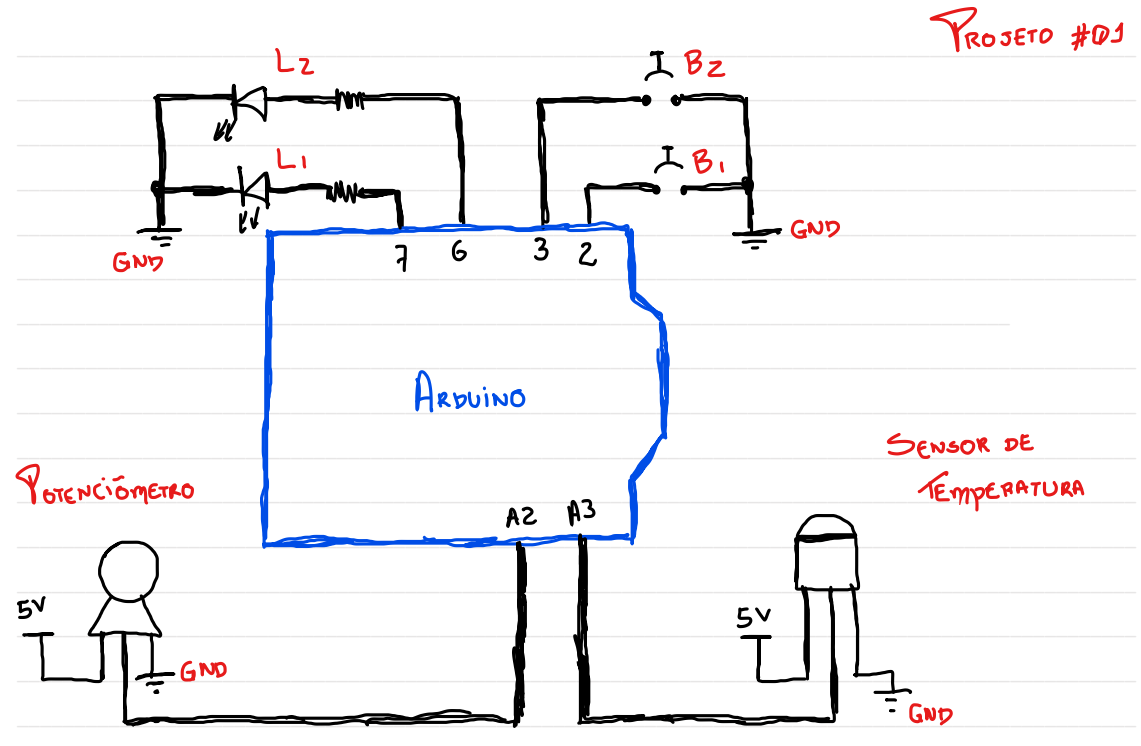 PROJETO #01
L2
B2
L1
B1
GND
GND
7 6 3 2
ARDUINO
SENSOR DE
TEMPERATURA
POTENCIÔMETRO
A2 A3
5V
5V
GND
GND